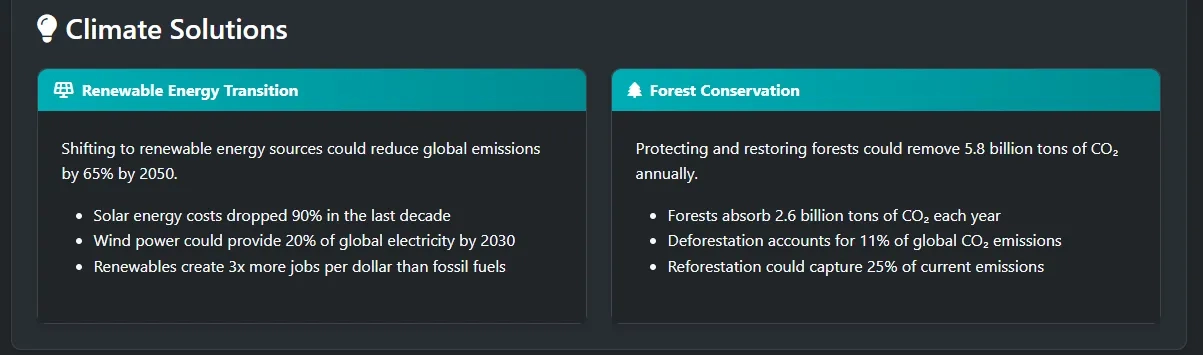 Climate Solutions
Renewable Energy Transition
Shifting to renewable energy sources could reduce global emissions
by 65% by 2050.
• Solar energy costs dropped 90% in the last decade
• Wind power could provide 20% of global electricity by 2030
• Renewables create 3x more jobs per dollar than fossil fuels
Forest Conservation
Protecting and restoring forests could remove 5.8 billion tons of CO₂
annually.
• Forests absorb 2.6 billion tons of CO₂ each year
• Deforestation accounts for 11% of global CO₂ emissions
• Reforestation could capture 25% of current emissions